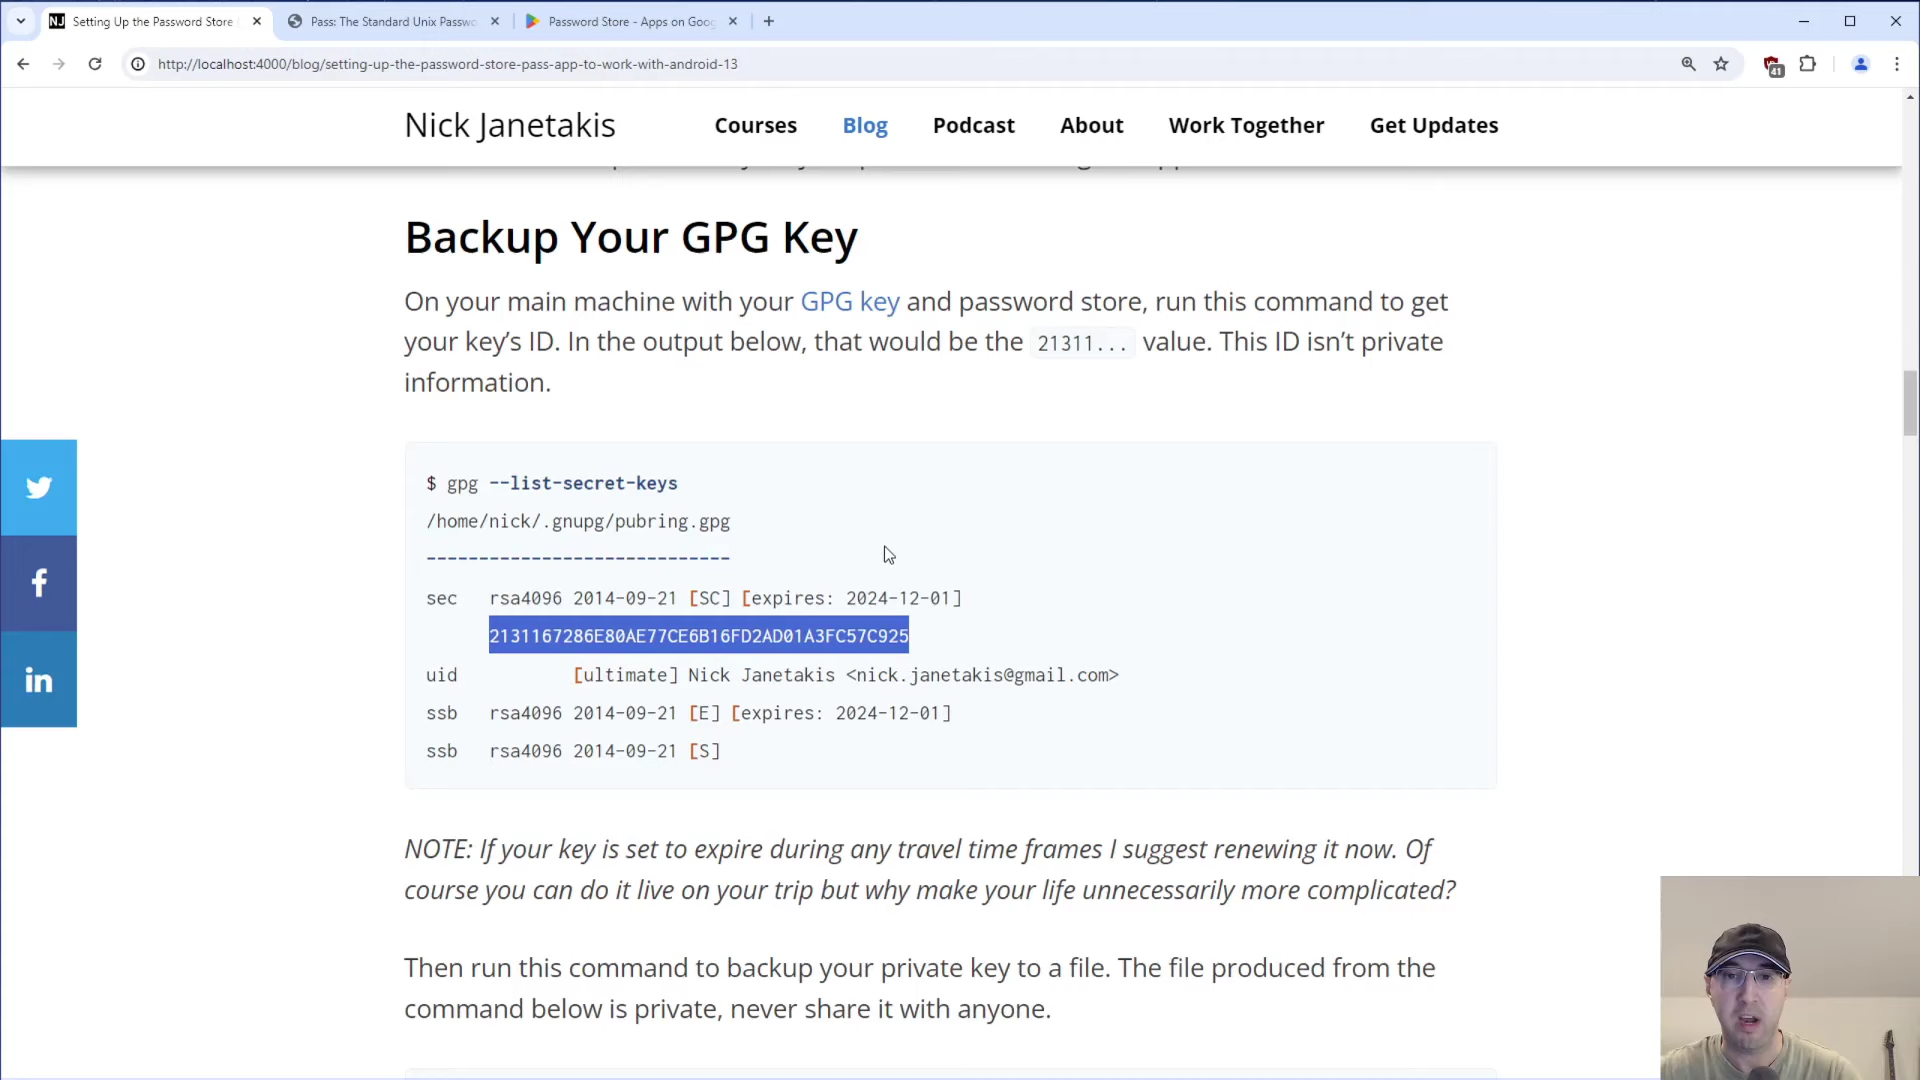 Setting Up the Password Store
Pass: The Standard Unix Passwo
Password Store - Apps on Goog
http://localhost:4000/blog/setting-up-the-password-store-pass-app-to-work-with-android-13
41
Nick Janetakis
Courses
Blog
Podcast
About
Work Together
Get Updates
Backup Your GPG Key
On your main machine with your GPG key and password store, run this command to get
your key’s ID. In the output below, that would be the 21311... value. This ID isn’t private
information.
$ gpg --list-secret-keys
/home/nick/.gnupg/pubring.gpg
-----------------------------
sec rsa4096 2014-09-21 [SC] [expires: 2024-12-01]
2131167286E80AE77CE6B16FD2AD01A3FC57C925
uid [ultimate] Nick Janetakis <nick.janetakis@gmail.com>
ssb rsa4096 2014-09-21 [E] [expires: 2024-12-01]
ssb rsa4096 2014-09-21 [S]
NOTE: If your key is set to expire during any travel time frames I suggest renewing it now. Of
course you can do it live on your trip but why make your life unnecessarily more complicated?
Then run this command to backup your private key to a file. The file produced from the
command below is private, never share it with anyone.